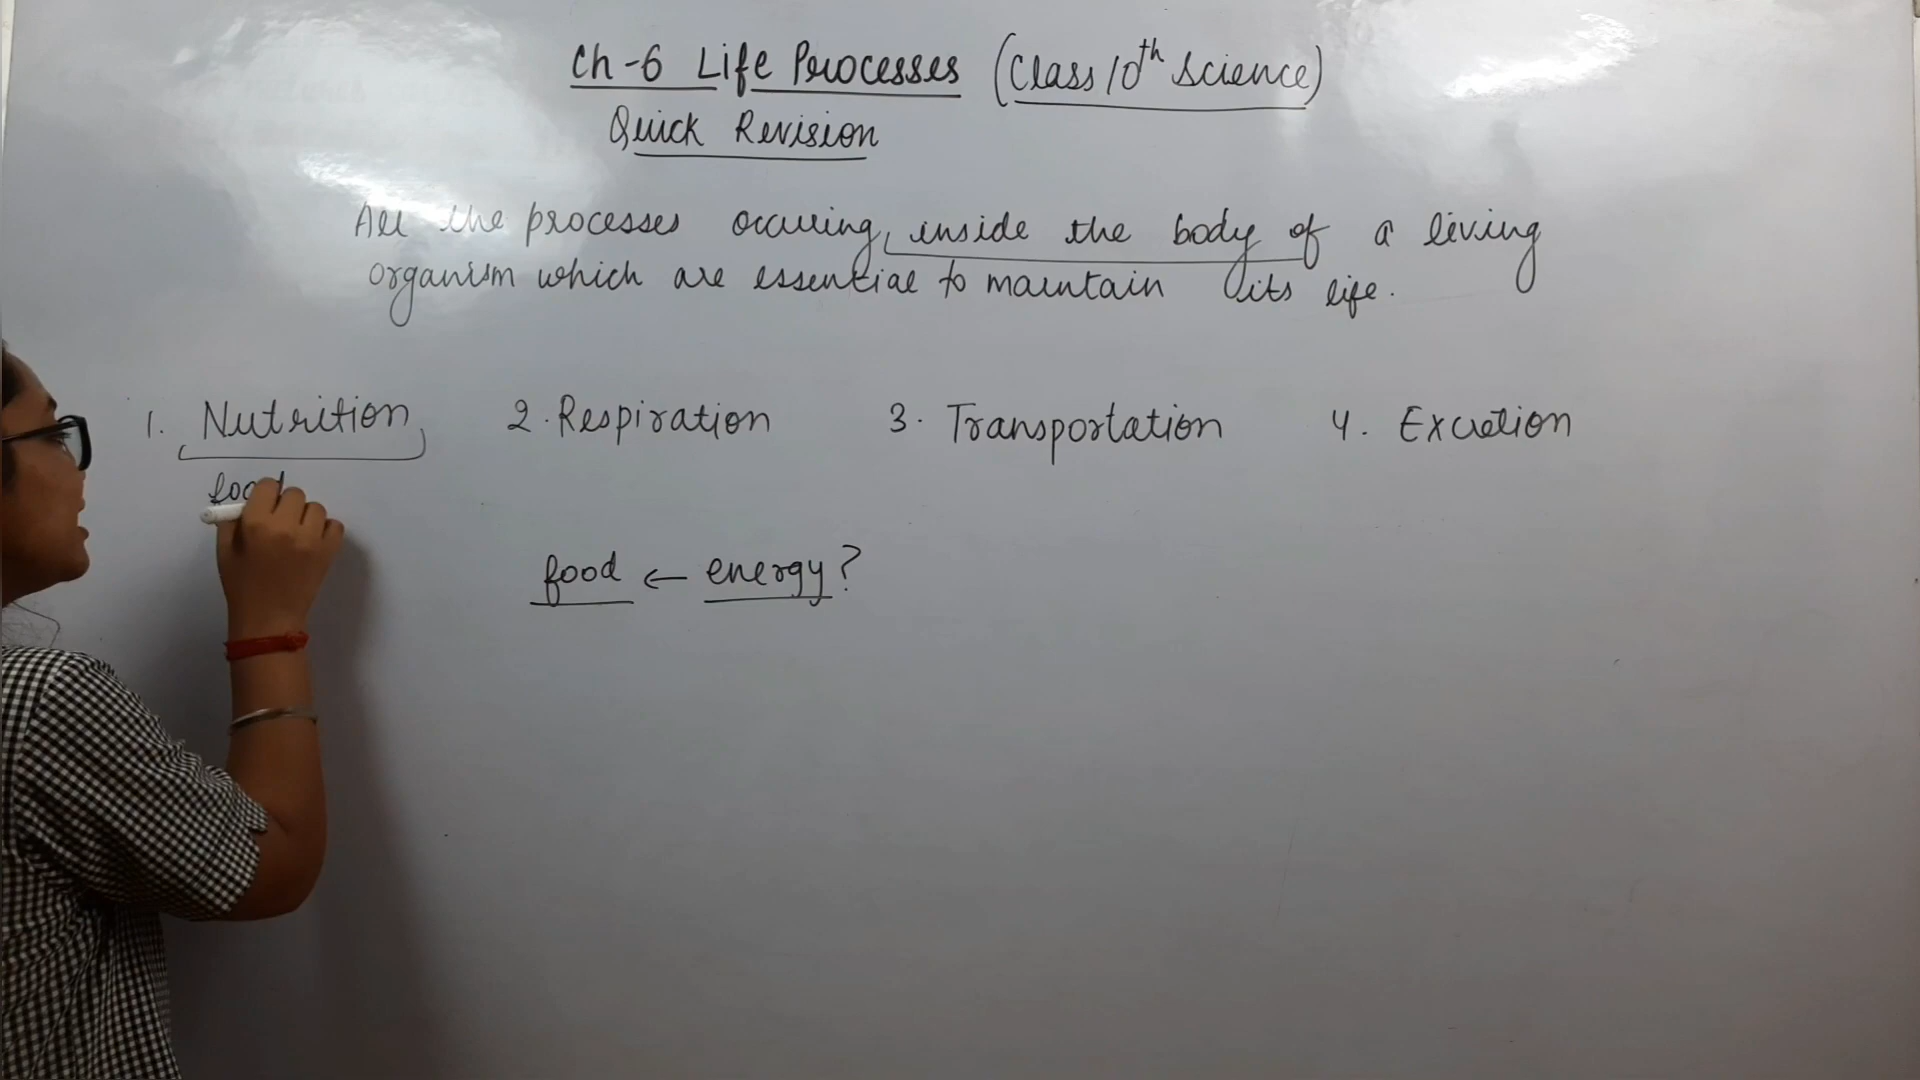 Ch-6 Life Processes (Class 10th Science)
Quick Revision
All the processes occuring inside the body of a living
organism which are essential to maintain its life.
1. Nutrition 2. Respiration 3. Transportation 4. Excretion
food
food ← energy?